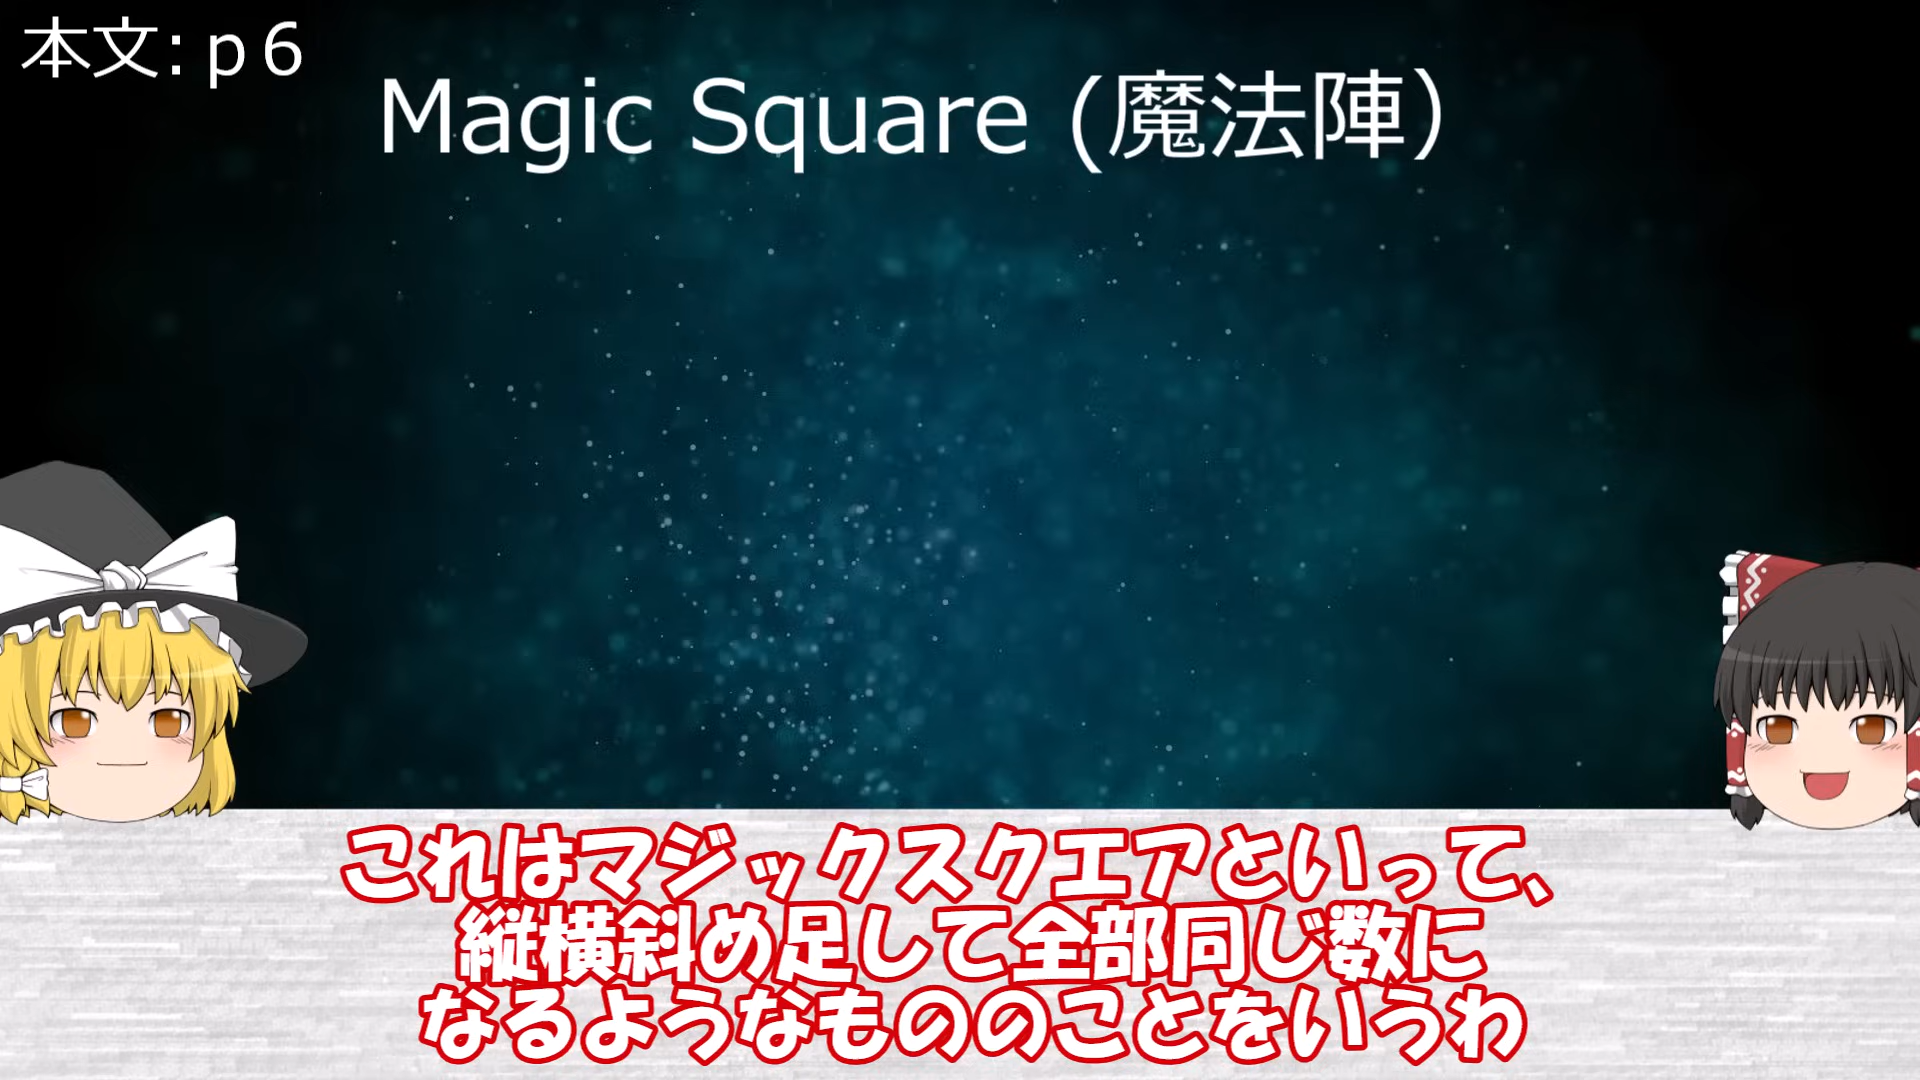 本文:p6
Magic Square (魔法陣)
これはマジックスクエアといって、
縦横斜め足して全部同じ数に
なるようなもののことをいうわ